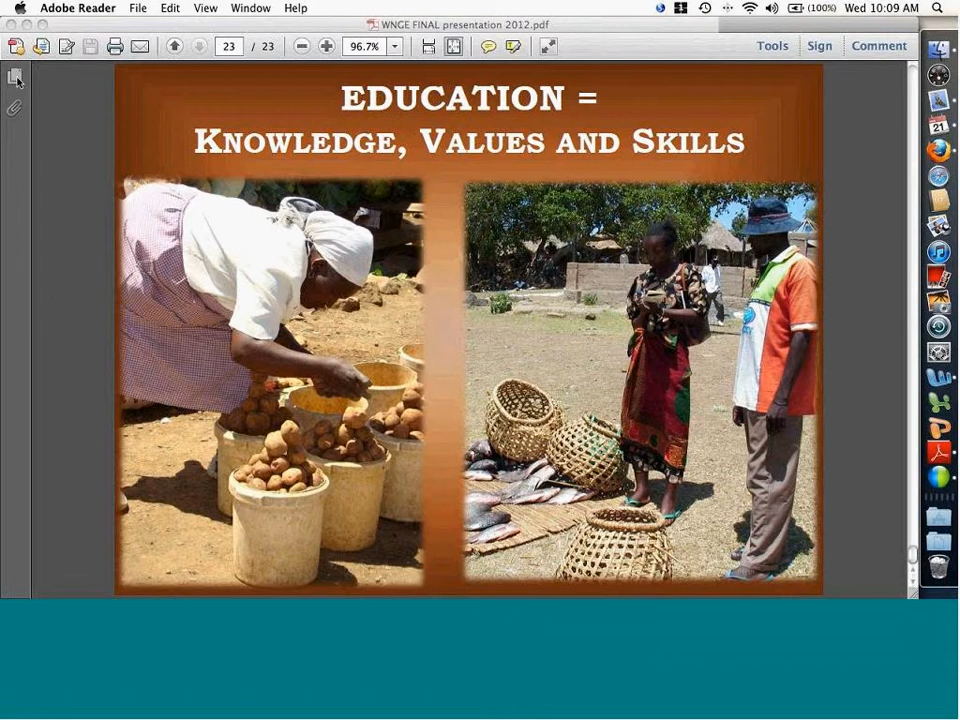 Adobe Reader File Edit View Window Help (100%) Wed 10:09 AM
WNGE FINAL presentation 2012.pdf
23 / 23 96.7% Tools Sign Comment
21
EDUCATION =
KNOWLEDGE, VALUES AND SKILLS